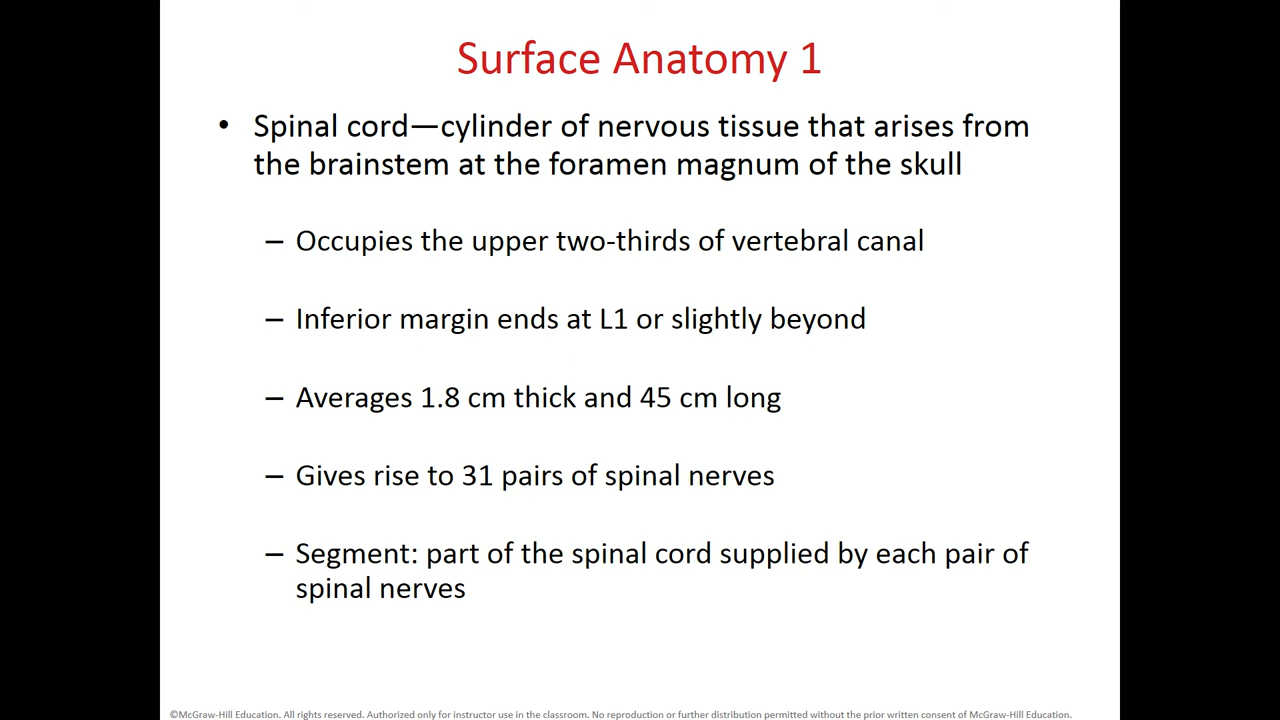 Surface Anatomy 1
• Spinal cord—cylinder of nervous tissue that arises from
the brainstem at the foramen magnum of the skull
– Occupies the upper two-thirds of vertebral canal
– Inferior margin ends at L1 or slightly beyond
– Averages 1.8 cm thick and 45 cm long
– Gives rise to 31 pairs of spinal nerves
– Segment: part of the spinal cord supplied by each pair of
spinal nerves
©McGraw-Hill Education. All rights reserved. Authorized only for instructor use in the classroom. No reproduction or further distribution permitted without the prior written consent of McGraw-Hill Education.